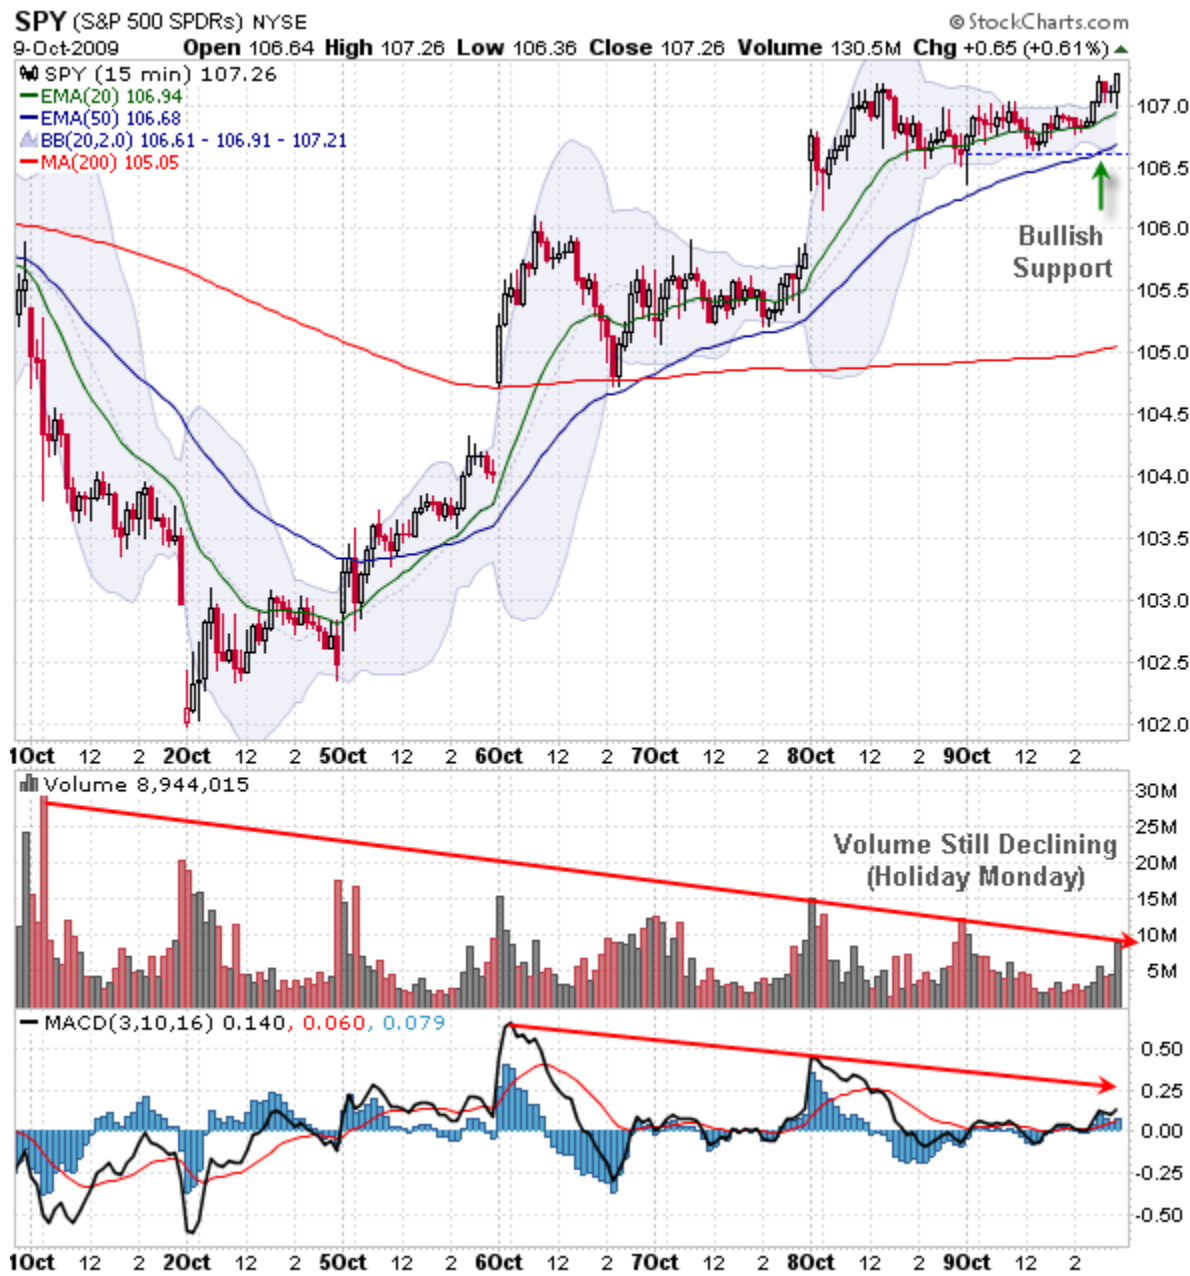 SPY (S&P 500 SPDRs) NYSE © StockCharts.com
9-Oct-2009 Open 106.64 High 107.26 Low 106.36 Close 107.26 Volume 130.5M Chg +0.65 (+0.61%)
SPY (15 min) 107.26
EMA(20) 106.94
EMA(50) 106.68
BB(20,2.0) 106.61 - 106.91 - 107.21
MA(200) 105.05
107.0
106.5
106.0
105.5
105.0
104.5
104.0
103.5
103.0
102.5
102.0
Bullish
Support
1Oct 12 2 2Oct 12 2 5Oct 12 2 6Oct 12 2 7Oct 12 2 8Oct 12 2 9Oct 12 2
Volume 8,944,015
30M
25M
20M
15M
10M
5M
Volume Still Declining
(Holiday Monday)
MACD(3,10,16) 0.140, 0.060, 0.079
0.50
0.25
0.00
-0.25
-0.50
1Oct 12 2 2Oct 12 2 5Oct 12 2 6Oct 12 2 7Oct 12 2 8Oct 12 2 9Oct 12 2